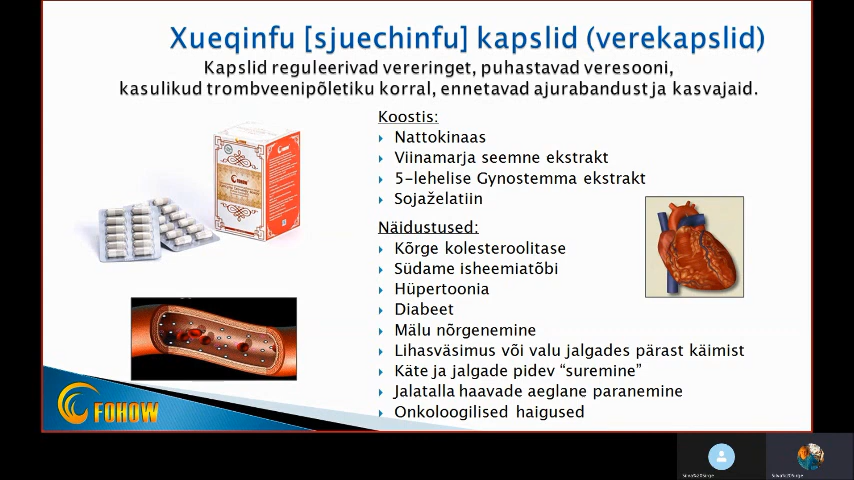 Xueqinfu [sjuechinfu] kapslid (verekapslid)
Kapslid reguleerivad vereringet, puhastavad veresooni,
kasulikud trombveenipõletiku korral, ennetavad ajurabandust ja kasvajaid.
Koostis:
Nattokinaas
Viinamarja seemne ekstrakt
5-lehelise Gynostemma ekstrakt
Sojaželatiin
Näidustused:
Kõrge kolesteroolitase
Südame isheemiatõbi
Hüpertoonia
Diabeet
Mälu nõrgenemine
Lihasväsimus või valu jalgades pärast käimist
Käte ja jalgade pidev “suremine”
Jalatalla haavade aeglane paranemine
Onkoloogilised haigused
FOHOW